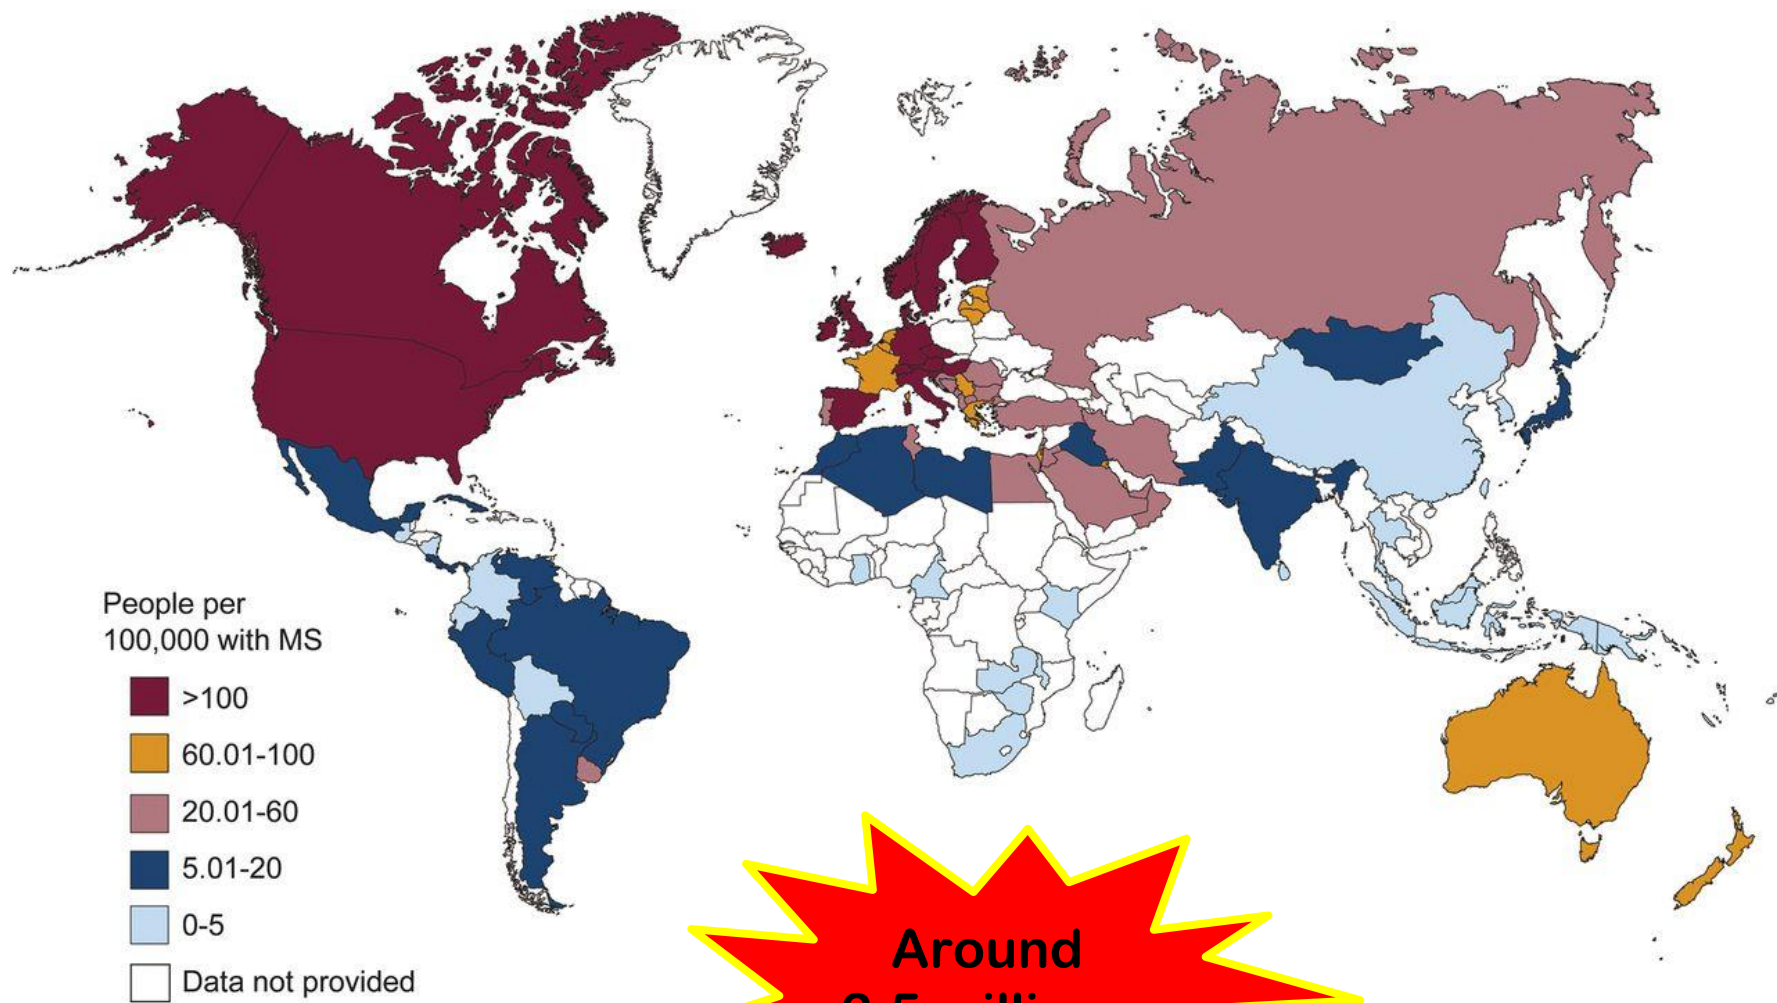 People per
100,000 with MS
>100
60.01-100
20.01-60
5.01-20
0-5
Data not provided
Around